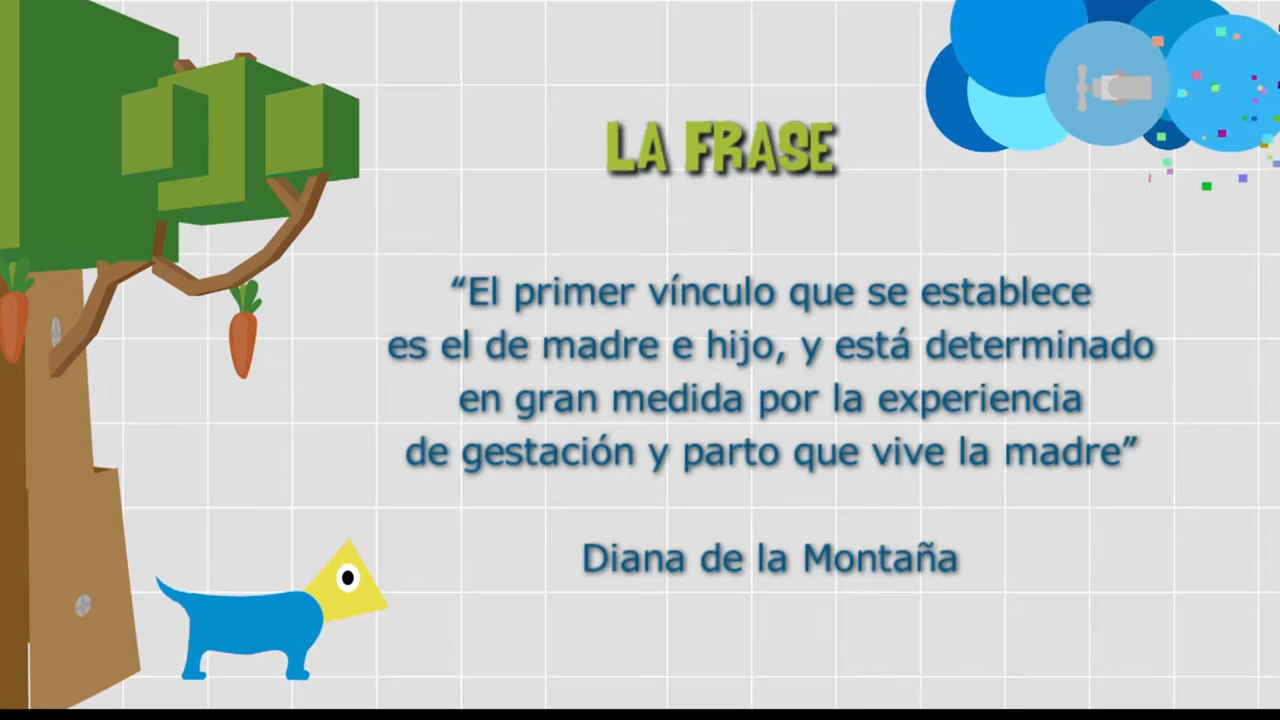 LA FRASE
“El primer vínculo que se establece
es el de madre e hijo, y está determinado
en gran medida por la experiencia
de gestación y parto que vive la madre”
Diana de la Montaña